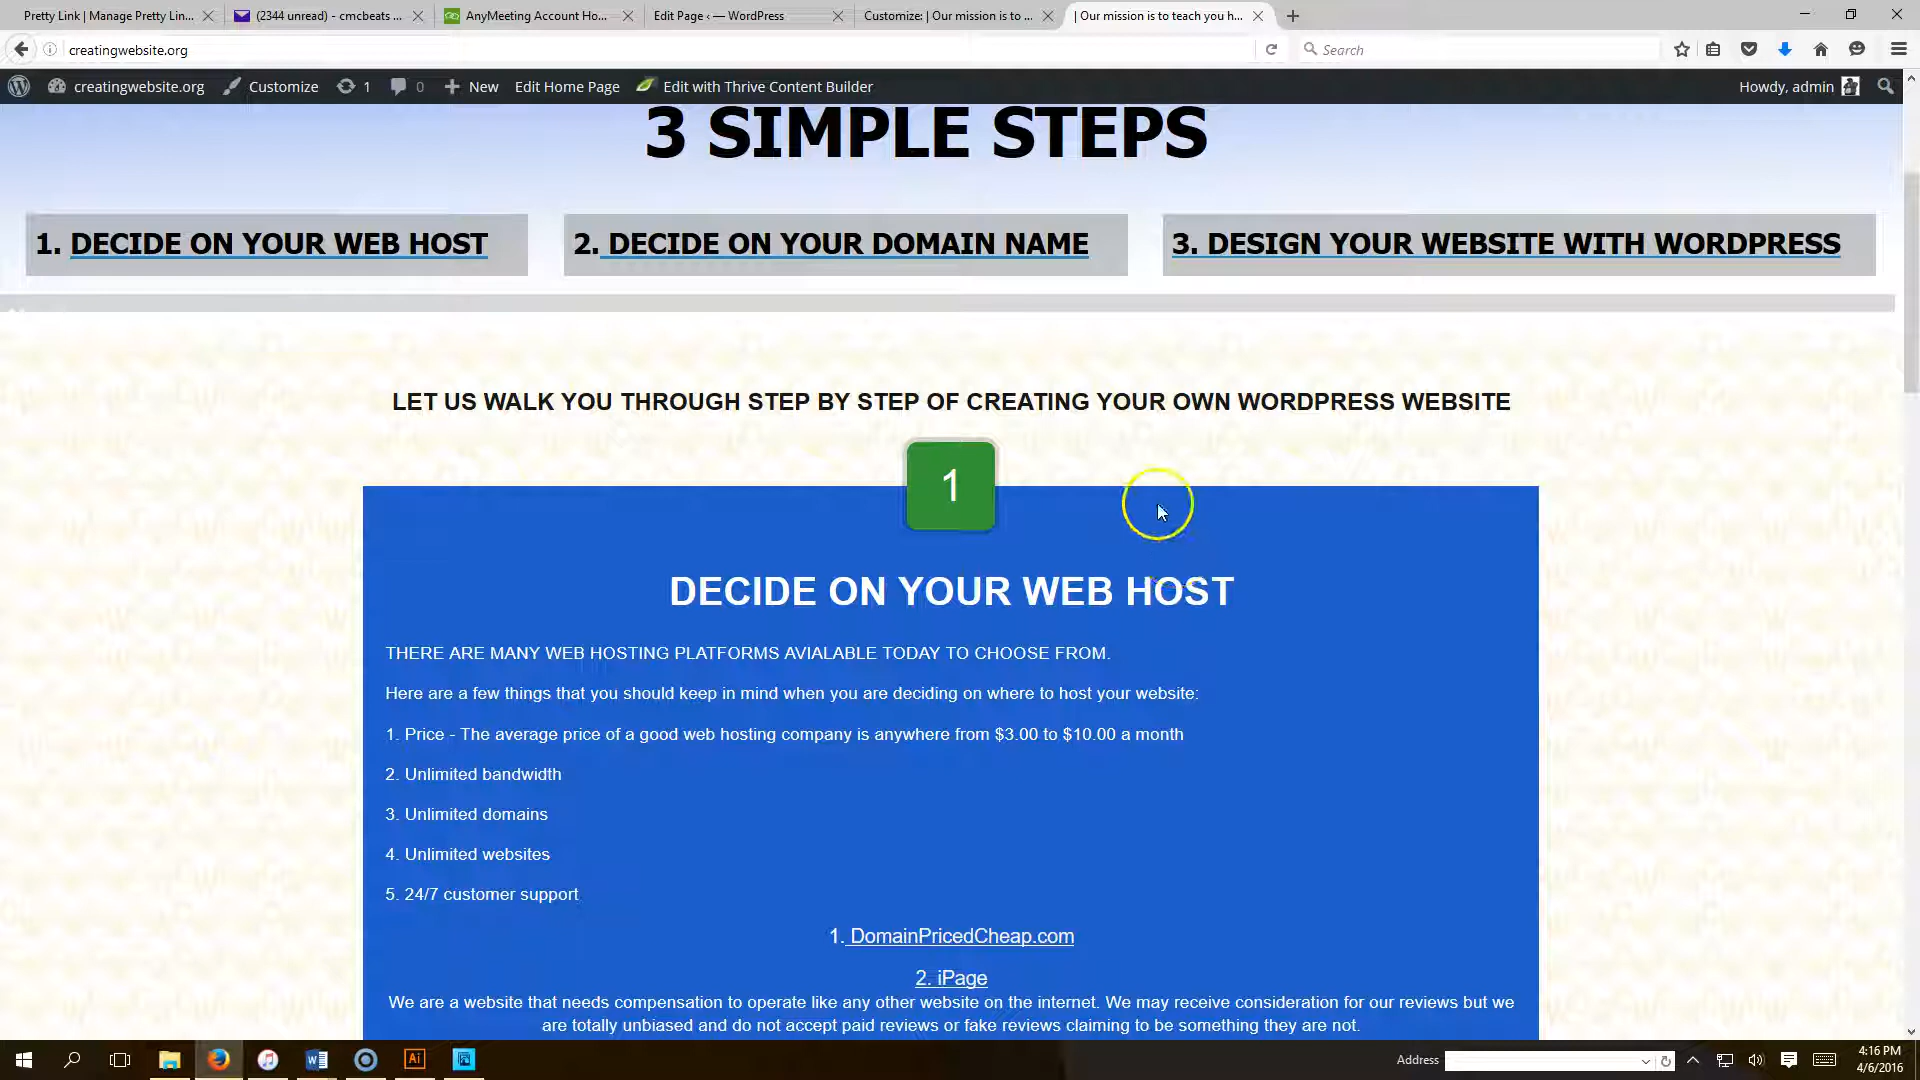 Pretty Link | Manage Pretty Lin... (2344 unread) - cmcbeats ... AnyMeeting Account Ho... Edit Page ‹ — WordPress Customize: | Our mission is to ... | Our mission is to teach you h...
creatingwebsite.org Search
creatingwebsite.org Customize 1 0 New Edit Home Page Edit with Thrive Content Builder Howdy, admin
3 SIMPLE STEPS
1. DECIDE ON YOUR WEB HOST 2. DECIDE ON YOUR DOMAIN NAME 3. DESIGN YOUR WEBSITE WITH WORDPRESS
LET US WALK YOU THROUGH STEP BY STEP OF CREATING YOUR OWN WORDPRESS WEBSITE
1
DECIDE ON YOUR WEB HOST
THERE ARE MANY WEB HOSTING PLATFORMS AVIALABLE TODAY TO CHOOSE FROM.
Here are a few things that you should keep in mind when you are deciding on where to host your website:
1. Price - The average price of a good web hosting company is anywhere from $3.00 to $10.00 a month
2. Unlimited bandwidth
3. Unlimited domains
4. Unlimited websites
5. 24/7 customer support
1. DomainPricedCheap.com
2. iPage
We are a website that needs compensation to operate like any other website on the internet. We may receive consideration for our reviews but we
are totally unbiased and do not accept paid reviews or fake reviews claiming to be something they are not.
Ai Address 4:16 PM
4/6/2016